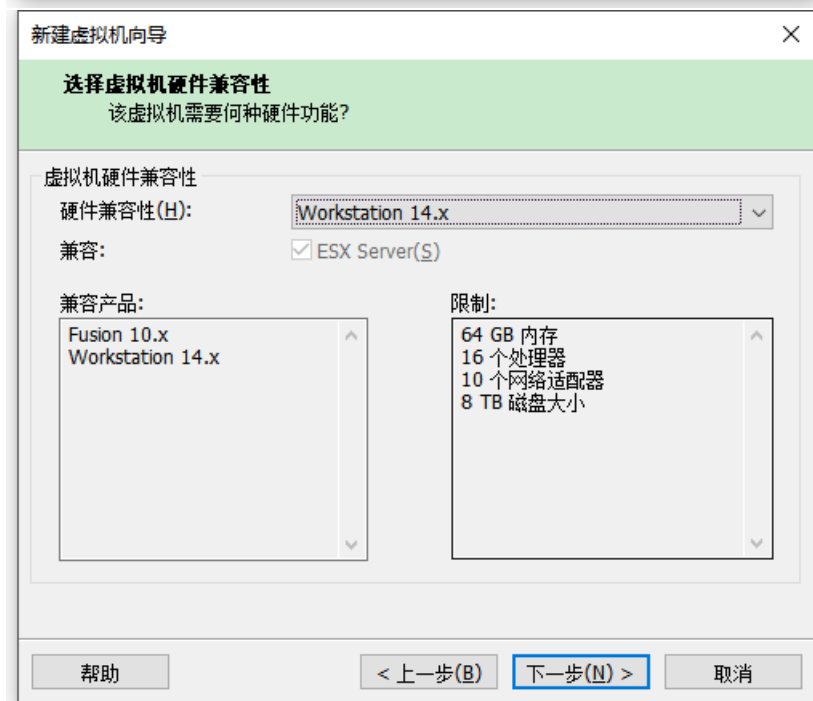 新建虚拟机向导
选择虚拟机硬件兼容性
该虚拟机需要何种硬件功能?
虚拟机硬件兼容性
硬件兼容性(H):
Workstation 14.x
兼容:
ESX Server(S)
兼容产品:
Fusion 10.x
Workstation 14.x
限制:
64 GB 内存
16 个处理器
10 个网络适配器
8 TB 磁盘大小
帮助
< 上一步(B)
下一步(N) >
取消